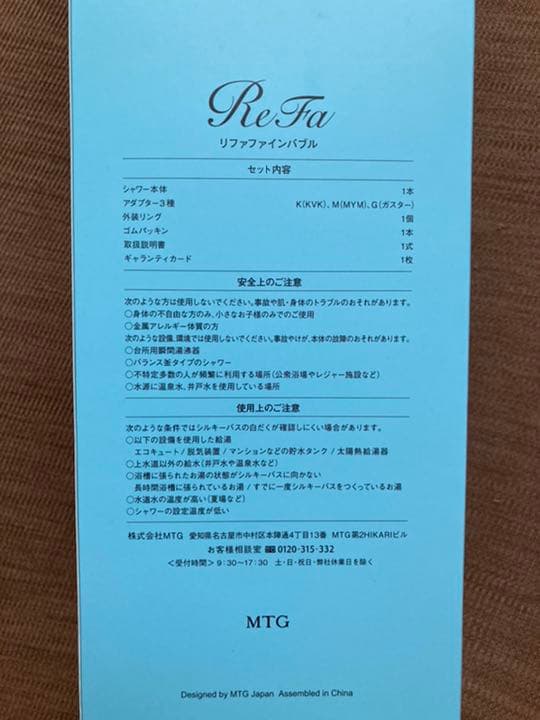 ReFa
リファファインバブル
セット内容
シャワー本体 1本
アダプター3種 K(KVK)、M(MYM)、G(ガスター)
外装リング 1個
ゴムパッキン 1本
取扱説明書 1式
ギャランティカード 1枚
安全上のご注意
次のような方は使用しないでください。事故や肌・身体のトラブルのおそれがあります。
○身体の不自由な方のみ、小さなお子様のみでのご使用
○金属アレルギー体質の方
次のような設備、環境では使用しないでください。事故やけが、本体の故障のおそれがあります。
○台所用瞬間湯沸器
○バランス釜タイプのシャワー
○不特定多数の人が頻繁に利用する場所(公衆浴場やレジャー施設など)
○水源に温泉水、井戸水を使用している場所
使用上のご注意
次のような条件ではシルキーバスの白だくが確認しにくい場合があります。
○以下の設備を使用した給湯
エコキュート/脱気装置/マンションなどの貯水タンク/太陽熱給湯器
○上水道以外の給水(井戸水や温泉水など)
○浴槽に張られたお湯の状態がシルキーバスに向かない
長時間浴槽に張られているお湯/すでに一度シルキーバスをつくっているお湯
○水道水の温度が高い(夏場など)
○シャワーの設定温度が低い
株式会社MTG 愛知県名古屋市中村区本陣通4丁目13番 MTG第2HIKARIビル
お客様相談室 0120-315-332
<受付時間> 9:30〜17:30 土・日・祝日・弊社休業日を除く
MTG
Designed by MTG Japan Assembled in China